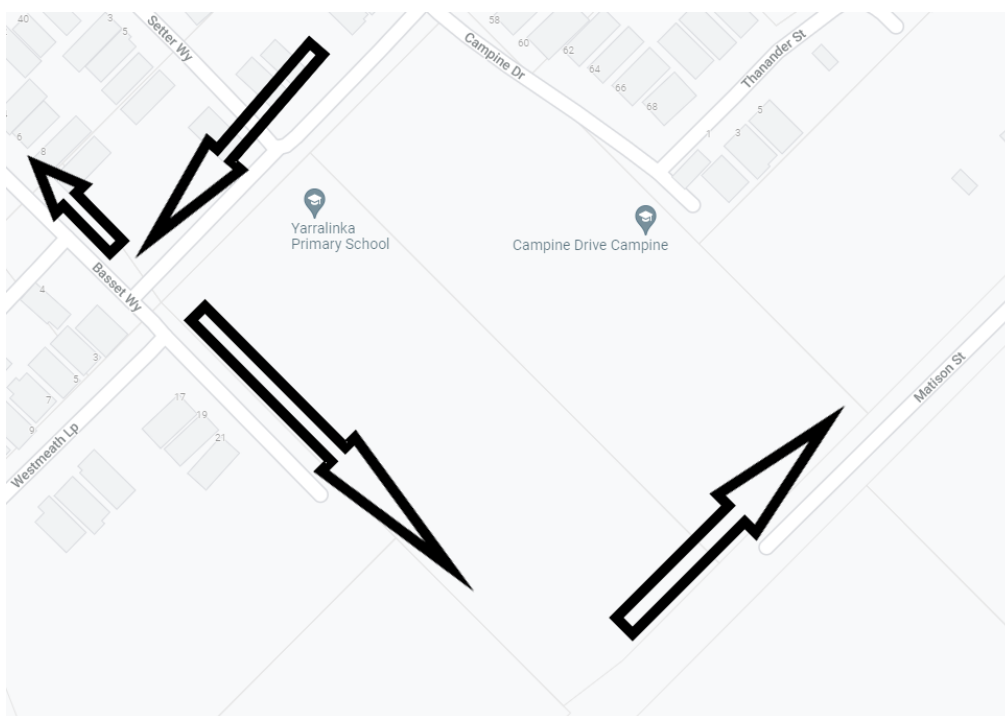 40
3
5
Setter Wy
58
60
62
64
66
68
Campine Dr
Thanander St
1
3
5
6
8
Yarralinka
Primary School
Campine Drive Campine
Basset Wy
4
3
5
7
9
17
19
21
Westmeath Lp
Matison St